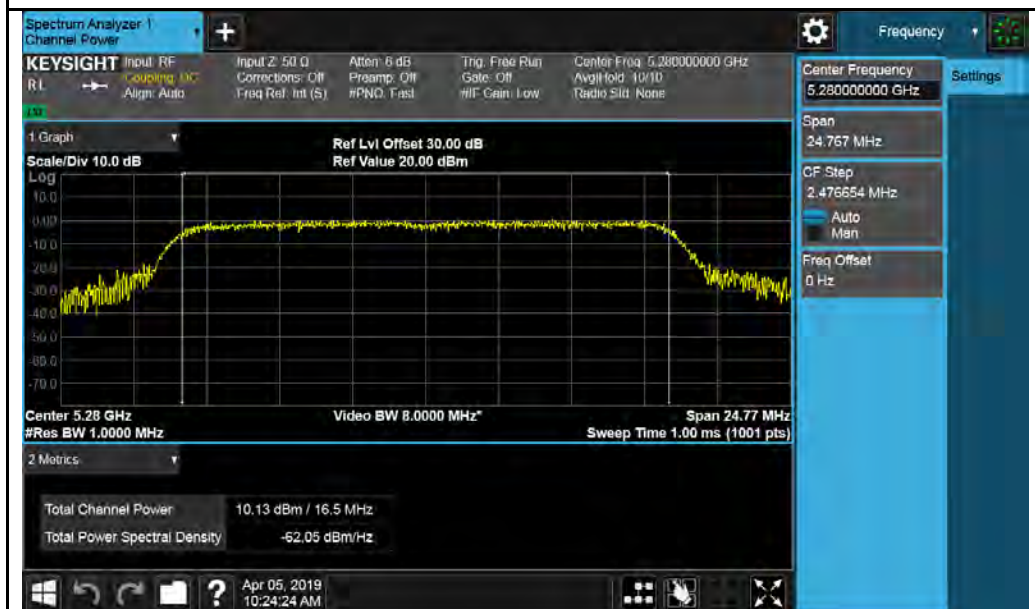 Spectrum Analyzer 1
Channel Power
+
Frequency
KEYSIGHT
RL
Input: RF
Coupling: DC
Align: Auto
Input Z: 50 Ω
Corrections: Off
Freq Ref: Int (S)
Atten: 6 dB
Preamp: Off
#PNO: Fast
Trig: Free Run
Gate: Off
#IF Gain: Low
Center Freq: 5.280000000 GHz
Avg|Hold: 10/10
Radio Std: None
1 Graph
Scale/Div 10.0 dB
Ref Lvl Offset 30.00 dB
Ref Value 20.00 dBm
Log
10.0
0.00
-10.0
-20.0
-30.0
-40.0
-50.0
-60.0
-70.0
Center 5.28 GHz
#Res BW 1.0000 MHz
Video BW 8.0000 MHz*
Span 24.77 MHz
Sweep Time 1.00 ms (1001 pts)
2 Metrics
Total Channel Power 10.13 dBm / 16.5 MHz
Total Power Spectral Density -62.05 dBm/Hz
?
Apr 05, 2019
10:24:24 AM
Center Frequency
5.280000000 GHz
Settings
Span
24.767 MHz
CF Step
2.476654 MHz
Auto
Man
Freq Offset
0 Hz